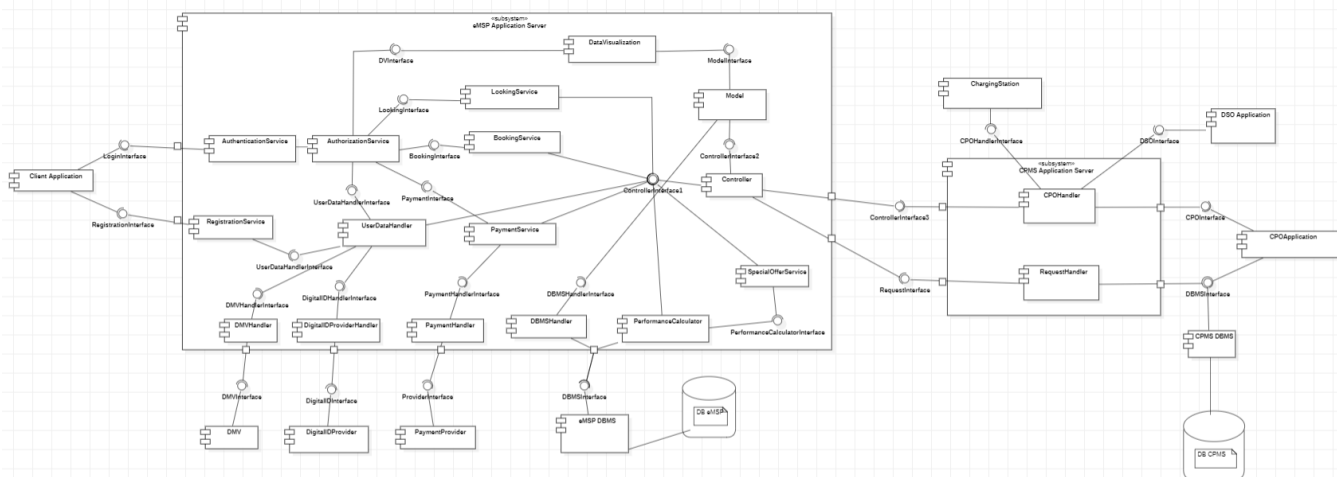 «subsystem»
eMSP Application Server
DataVisualization
DVInterface
ModelInterface
LookingService
Model
LookingInterface
ChargingStation
DSO Application
AuthenticationService
AuthorizationService
BookingService
LoginInterface
BookingInterface
ControllerInterface2
CPOHandlerInterface
DSOInterface
«subsystem»
CPMS Application Server
Client Application
Controller
ControllerInterface1
UserDataHandlerInterface
PaymentInterface
CPOHandler
RegistrationInterface
RegistrationService
UserDataHandler
PaymentService
ControllerInterface3
CPOInterface
CPOApplication
UserDataHandlerInterface
SpecialOfferService
RequestHandler
DMVHandlerInterface
DigitalIDHandlerInterface
PaymentHandlerInterface
DBMSHandlerInterface
RequestInterface
DBMSInterface
DMVHandler
DigitalIDProviderHandler
PaymentHandler
DBMSHandler
PerformanceCalculator
PerformanceCalculatorInterface
CPMS DBMS
DMVInterface
DigitalIDInterface
ProviderInterface
DBMSInterface
DB eMSP
DMV
DigitalIDProvider
PaymentProvider
eMSP DBMS
DB CPMS